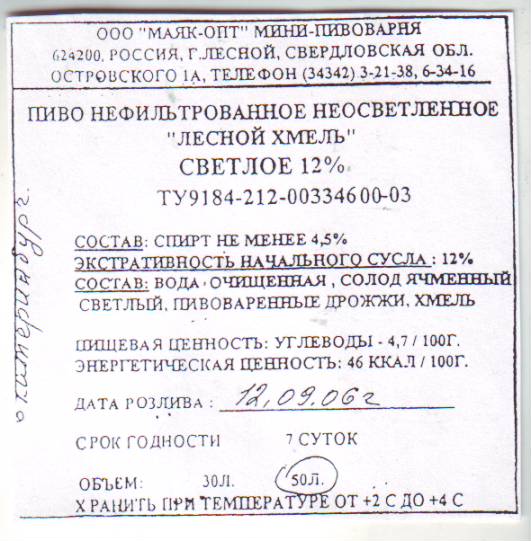 ООО "МАЯК-ОПТ" МИНИ-ПИВОВАРНЯ
624200, РОССИЯ, Г.ЛЕСНОЙ, СВЕРДЛОВСКАЯ ОБЛ.
ОСТРОВСКОГО 1А, ТЕЛЕФОН (34342) 3-21-38, 6-34-16
ПИВО НЕФИЛЬТРОВАННОЕ НЕОСВЕТЛЕННОЕ
"ЛЕСНОЙ ХМЕЛЬ"
СВЕТЛОЕ 12%
ТУ9184-212-00334600-03
СОСТАВ: СПИРТ НЕ МЕНЕЕ 4,5%
ЭКСТРАТИВНОСТЬ НАЧАЛЬНОГО СУСЛА : 12%
СОСТАВ: ВОДА ОЧИЩЕННАЯ , СОЛОД ЯЧМЕННЫЙ
СВЕТЛЫЙ, ПИВОВАРЕННЫЕ ДРОЖЖИ, ХМЕЛЬ
ПИЩЕВАЯ ЦЕННОСТЬ: УГЛЕВОДЫ - 4,7 / 100Г.
ЭНЕРГЕТИЧЕСКАЯ ЦЕННОСТЬ: 46 ККАЛ / 100Г.
ДАТА РОЗЛИВА : 12.09.06г
СРОК ГОДНОСТИ 7 СУТОК
ОБЪЕМ: 30Л. 50Л.
ХРАНИТЬ ПРИ ТЕМПЕРАТУРЕ ОТ +2 С ДО +4 С